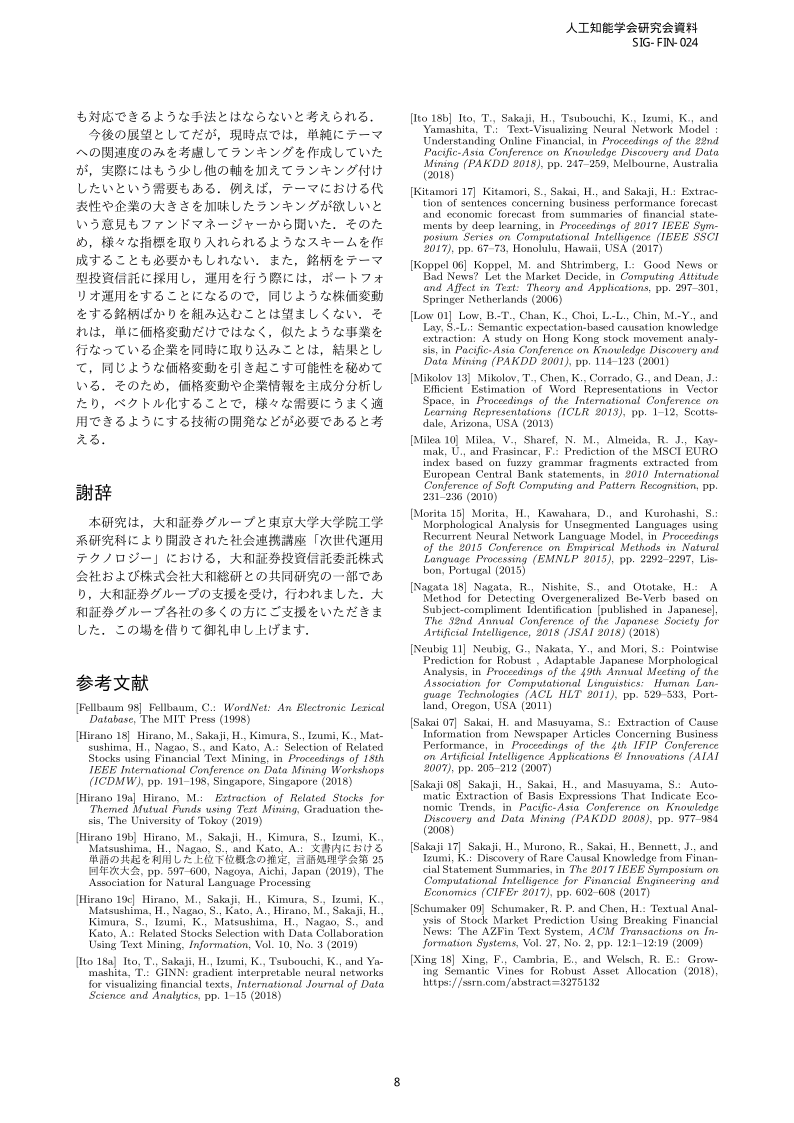 人工知能学会研究会資料
SIG-FIN-024
も対応できるような手法とはならないと考えられる．
今後の展望としてだが，現時点では，単純にテーマ
への関連度のみを考慮してランキングを作成していた
が，実際にはもう少し他の軸を加えてランキング付け
したいという需要もある．例えば，テーマにおける代
表性や企業の大きさを加味したランキングが欲しいと
いう意見もファンドマネージャーから聞いた．そのた
め，様々な指標を取り入れられるようなスキームを作
成することも必要かもしれない．また，銘柄をテーマ
型投資信託に採用し，運用を行う際には，ポートフォ
リオ運用をすることになるので，同じような株価変動
をする銘柄ばかりを組み込むことは望ましくない．そ
れは，単に価格変動だけではなく，似たような事業を
行なっている企業を同時に取り込みことは，結果とし
て，同じような価格変動を引き起こす可能性を秘めて
いる．そのため，価格変動や企業情報を主成分分析し
たり，ベクトル化することで，様々な需要にうまく適
用できるようにする技術の開発などが必要であると考
える．
謝辞
本研究は，大和証券グループと東京大学大学院工学
系研究科により開設された社会連携講座「次世代運用
テクノロジー」における，大和証券投資信託委託株式
会社および株式会社大和総研との共同研究の一部であ
り，大和証券グループの支援を受け，行われました．大
和証券グループ各社の多くの方にご支援をいただきま
した．この場を借りて御礼申し上げます．
参考文献
[Fellbaum 98] Fellbaum, C.: WordNet: An Electronic Lexical
Database, The MIT Press (1998)
[Hirano 18] Hirano, M., Sakaji, H., Kimura, S., Izumi, K., Mat-
sushima, H., Nagao, S., and Kato, A.: Selection of Related
Stocks using Financial Text Mining, in Proceedings of 18th
IEEE International Conference on Data Mining Workshops
(ICDMW), pp. 191–198, Singapore, Singapore (2018)
[Hirano 19a] Hirano, M.: Extraction of Related Stocks for
Themed Mutual Funds using Text Mining, Graduation the-
sis, The University of Tokoy (2019)
[Hirano 19b] Hirano, M., Sakaji, H., Kimura, S., Izumi, K.,
Matsushima, H., Nagao, S., and Kato, A.: 文書内における
単語の共起を利用した上位下位概念の推定, 言語処理学会第 25
回年次大会, pp. 597–600, Nagoya, Aichi, Japan (2019), The
Association for Natural Language Processing
[Hirano 19c] Hirano, M., Sakaji, H., Kimura, S., Izumi, K.,
Matsushima, H., Nagao, S., Kato, A., Hirano, M., Sakaji, H.,
Kimura, S., Izumi, K., Matsushima, H., Nagao, S., and
Kato, A.: Related Stocks Selection with Data Collaboration
Using Text Mining, Information, Vol. 10, No. 3 (2019)
[Ito 18a] Ito, T., Sakaji, H., Izumi, K., Tsubouchi, K., and Ya-
mashita, T.: GINN: gradient interpretable neural networks
for visualizing financial texts, International Journal of Data
Science and Analytics, pp. 1–15 (2018)
[Ito 18b] Ito, T., Sakaji, H., Tsubouchi, K., Izumi, K., and
Yamashita, T.: Text-Visualizing Neural Network Model :
Understanding Online Financial, in Proceedings of the 22nd
Pacific-Asia Conference on Knowledge Discovery and Data
Mining (PAKDD 2018), pp. 247–259, Melbourne, Australia
(2018)
[Kitamori 17] Kitamori, S., Sakai, H., and Sakaji, H.: Extrac-
tion of sentences concerning business performance forecast
and economic forecast from summaries of financial state-
ments by deep learning, in Proceedings of 2017 IEEE Sym-
posium Series on Computational Intelligence (IEEE SSCI
2017), pp. 67–73, Honolulu, Hawaii, USA (2017)
[Koppel 06] Koppel, M. and Shtrimberg, I.: Good News or
Bad News? Let the Market Decide, in Computing Attitude
and Affect in Text: Theory and Applications, pp. 297–301,
Springer Netherlands (2006)
[Low 01] Low, B.-T., Chan, K., Choi, L.-L., Chin, M.-Y., and
Lay, S.-L.: Semantic expectation-based causation knowledge
extraction: A study on Hong Kong stock movement analy-
sis, in Pacific-Asia Conference on Knowledge Discovery and
Data Mining (PAKDD 2001), pp. 114–123 (2001)
[Mikolov 13] Mikolov, T., Chen, K., Corrado, G., and Dean, J.:
Efficient Estimation of Word Representations in Vector
Space, in Proceedings of the International Conference on
Learning Representations (ICLR 2013), pp. 1–12, Scotts-
dale, Arizona, USA (2013)
[Milea 10] Milea, V., Sharef, N. M., Almeida, R. J., Kay-
mak, U., and Frasincar, F.: Prediction of the MSCI EURO
index based on fuzzy grammar fragments extracted from
European Central Bank statements, in 2010 International
Conference of Soft Computing and Pattern Recognition, pp.
231–236 (2010)
[Morita 15] Morita, H., Kawahara, D., and Kurohashi, S.:
Morphological Analysis for Unsegmented Languages using
Recurrent Neural Network Language Model, in Proceedings
of the 2015 Conference on Empirical Methods in Natural
Language Processing (EMNLP 2015), pp. 2292–2297, Lis-
bon, Portugal (2015)
[Nagata 18] Nagata, R., Nishite, S., and Ototake, H.: A
Method for Detecting Overgeneralized Be-Verb based on
Subject-compliment Identification [published in Japanese],
The 32nd Annual Conference of the Japanese Society for
Artificial Intelligence, 2018 (JSAI 2018) (2018)
[Neubig 11] Neubig, G., Nakata, Y., and Mori, S.: Pointwise
Prediction for Robust , Adaptable Japanese Morphological
Analysis, in Proceedings of the 49th Annual Meeting of the
Association for Computational Linguistics: Human Lan-
guage Technologies (ACL HLT 2011), pp. 529–533, Port-
land, Oregon, USA (2011)
[Sakai 07] Sakai, H. and Masuyama, S.: Extraction of Cause
Information from Newspaper Articles Concerning Business
Performance, in Proceedings of the 4th IFIP Conference
on Artificial Intelligence Applications & Innovations (AIAI
2007), pp. 205–212 (2007)
[Sakaji 08] Sakaji, H., Sakai, H., and Masuyama, S.: Auto-
matic Extraction of Basis Expressions That Indicate Eco-
nomic Trends, in Pacific-Asia Conference on Knowledge
Discovery and Data Mining (PAKDD 2008), pp. 977–984
(2008)
[Sakaji 17] Sakaji, H., Murono, R., Sakai, H., Bennett, J., and
Izumi, K.: Discovery of Rare Causal Knowledge from Finan-
cial Statement Summaries, in The 2017 IEEE Symposium on
Computational Intelligence for Financial Engineering and
Economics (CIFEr 2017), pp. 602–608 (2017)
[Schumaker 09] Schumaker, R. P. and Chen, H.: Textual Anal-
ysis of Stock Market Prediction Using Breaking Financial
News: The AZFin Text System, ACM Transactions on In-
formation Systems, Vol. 27, No. 2, pp. 12:1–12:19 (2009)
[Xing 18] Xing, F., Cambria, E., and Welsch, R. E.: Grow-
ing Semantic Vines for Robust Asset Allocation (2018),
https://ssrn.com/abstract=3275132
8